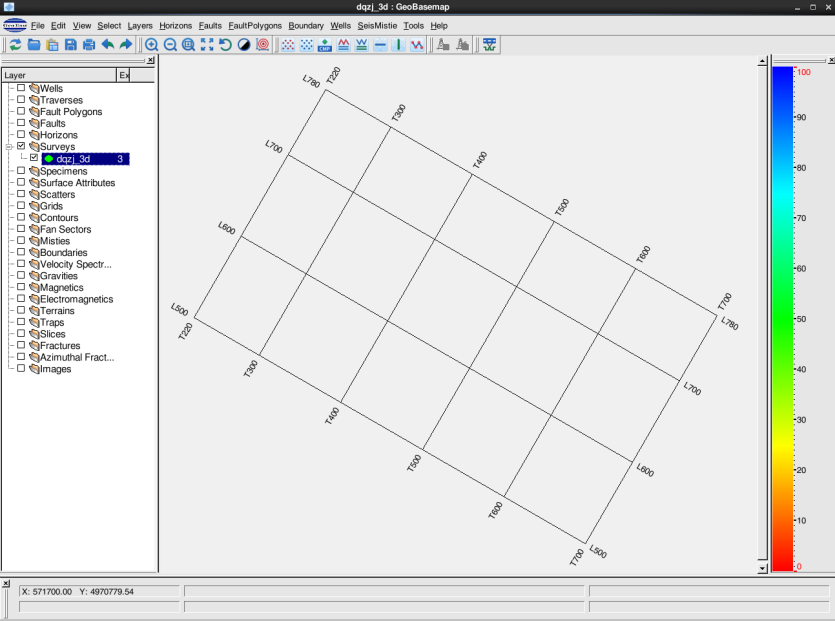 dqzj_3d : GeoBasemap
File Edit View Select Layers Horizons Faults FaultPolygons Boundary Wells SeisMistie Tools Help
CMP
Layer Ex
Wells
Traverses
Fault Polygons
Faults
Horizons
Surveys
dqzj_3d 3
Specimens
Surface Attributes
Scatters
Grids
Contours
Fan Sectors
Misties
Boundaries
Velocity Spectr...
Gravities
Magnetics
Electromagnetics
Terrains
Traps
Slices
Fractures
Azimuthal Fract...
Images
L780 T220
T300
L700
T400
T500
L600
T600
T700
L500
L780
T220
T300
L700
T400
T500
L600
T600
L500
T700
100
90
80
70
60
50
40
30
20
10
0
X: 571700.00 Y: 4970779.54